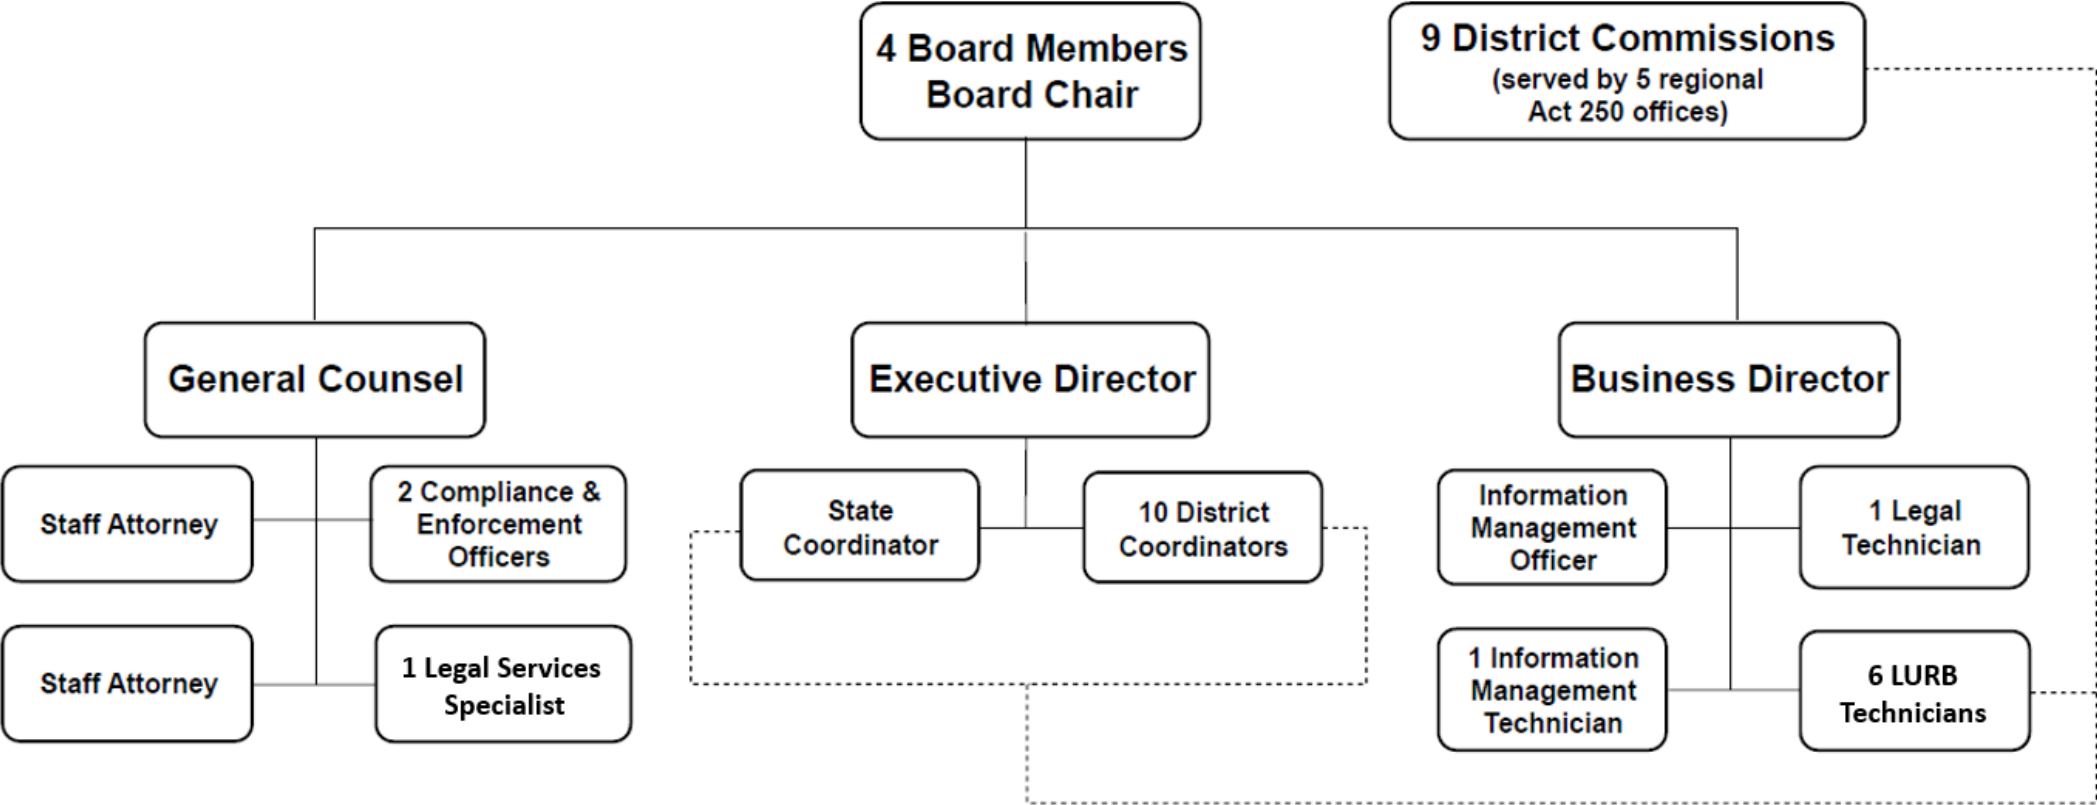 4 Board Members
Board Chair
9 District Commissions
(served by 5 regional
Act 250 offices)
General Counsel
Executive Director
Business Director
Staff Attorney
2 Compliance &
Enforcement
Officers
State
Coordinator
10 District
Coordinators
Information
Management
Officer
1 Legal
Technician
Staff Attorney
1 Legal Services
Specialist
1 Information
Management
Technician
6 LURB
Technicians